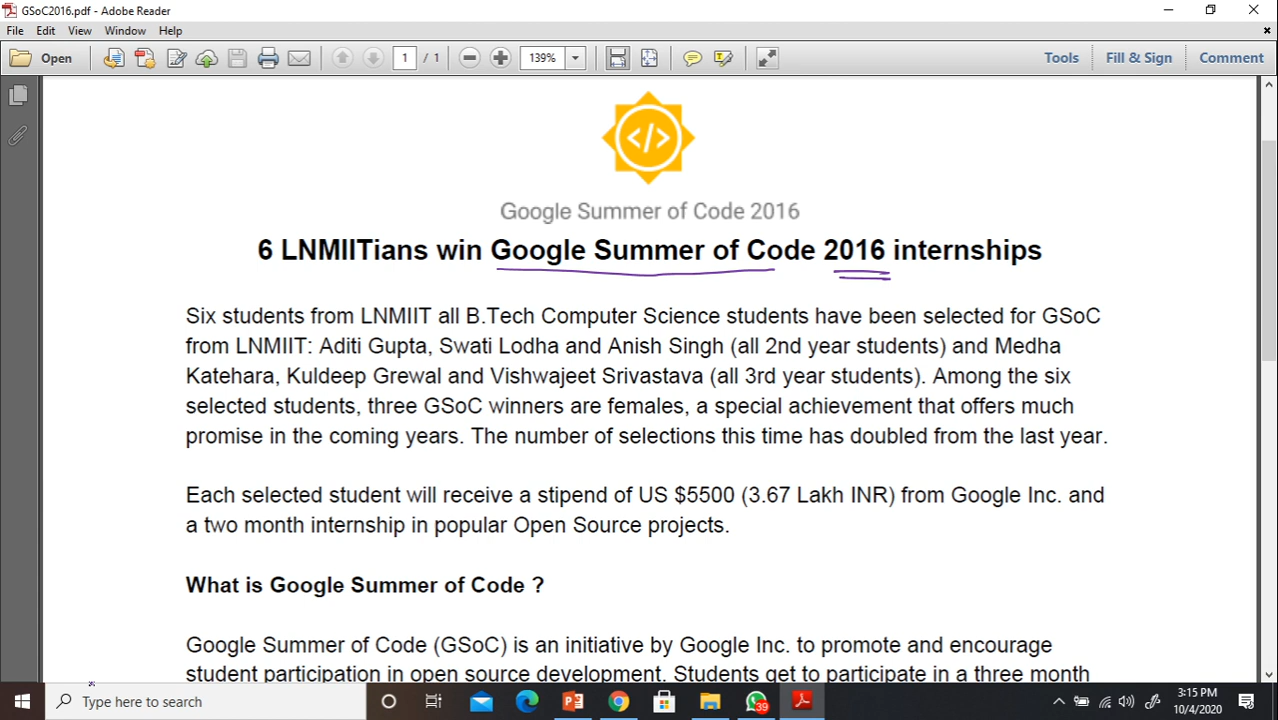 GSoC2016.pdf - Adobe Reader
File Edit View Window Help
Open 1 / 1 139% Tools Fill & Sign Comment
Google Summer of Code 2016
6 LNMIITians win Google Summer of Code 2016 internships
Six students from LNMIIT all B.Tech Computer Science students have been selected for GSoC
from LNMIIT: Aditi Gupta, Swati Lodha and Anish Singh (all 2nd year students) and Medha
Katehara, Kuldeep Grewal and Vishwajeet Srivastava (all 3rd year students). Among the six
selected students, three GSoC winners are females, a special achievement that offers much
promise in the coming years. The number of selections this time has doubled from the last year.
Each selected student will receive a stipend of US $5500 (3.67 Lakh INR) from Google Inc. and
a two month internship in popular Open Source projects.
What is Google Summer of Code ?
Google Summer of Code (GSoC) is an initiative by Google Inc. to promote and encourage
student participation in open source development. Students get to participate in a three month
Type here to search 39 3:15 PM
10/4/2020